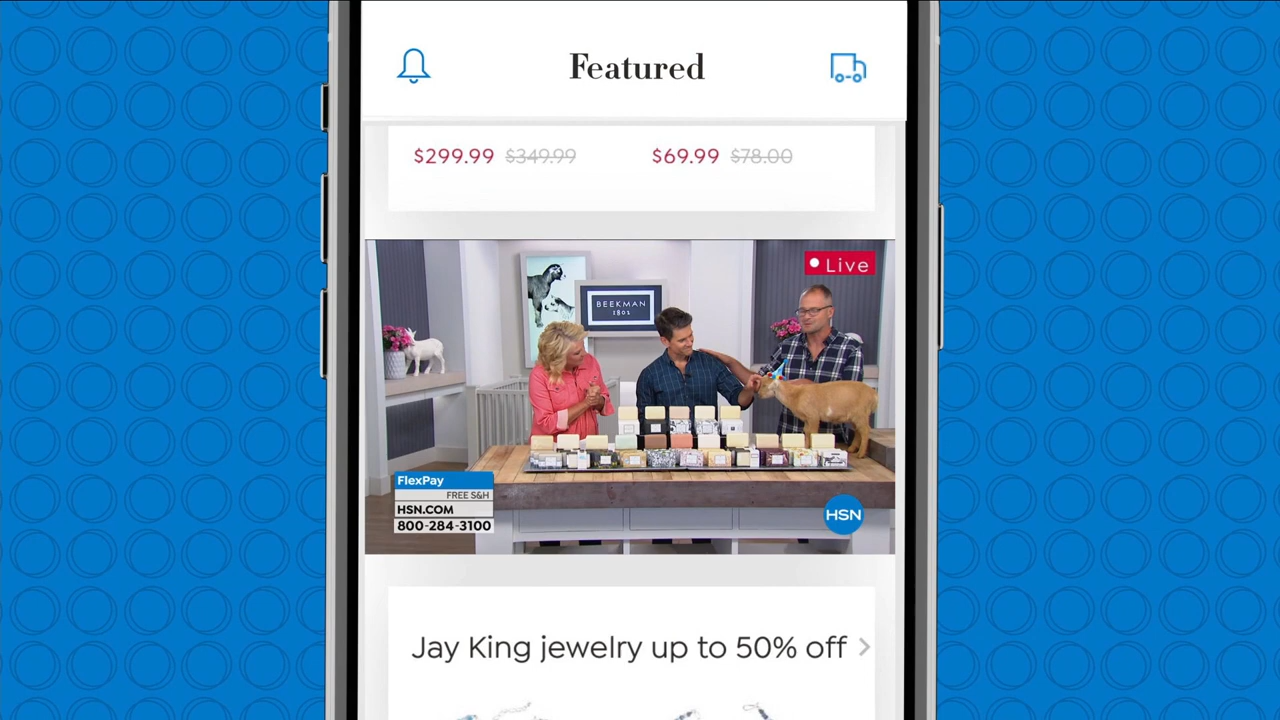 Featured
$299.99 $349.99 $69.99 $78.00
Live
BEEKMAN
1802
FlexPay
FREE S&H
HSN.COM
800-284-3100
HSN
Jay King jewelry up to 50% off